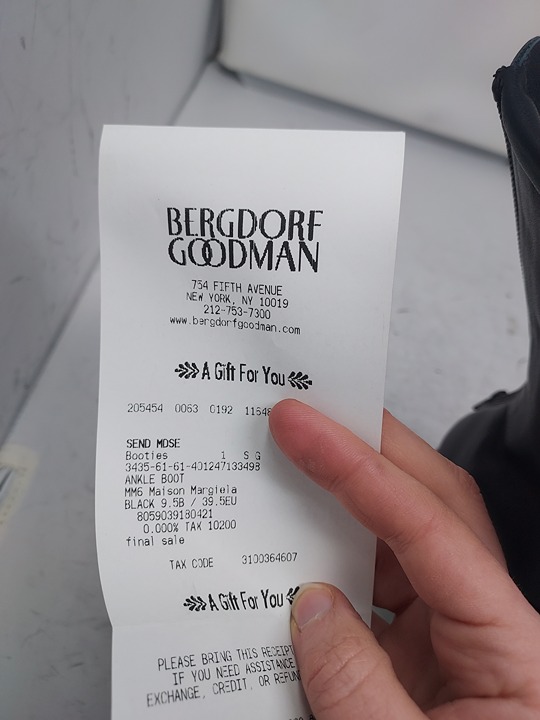 BERGDORF
GOODMAN
754 FIFTH AVENUE
NEW YORK, NY 10019
212-753-7300
www.bergdorfgoodman.com
A Gift For You
205454 0063 0192 11648
SEND MDSE
Booties 1 S G
3435-61-61-401247133498
ANKLE BOOT
MM6 Maison Margiela
BLACK 9.5B / 39.5EU
8059039180421
0.000% TAX 10200
final sale
TAX CODE 3100364607
A Gift For You
PLEASE BRING THIS RECEIPT
IF YOU NEED ASSISTANCE
EXCHANGE, CREDIT, OR REFUN